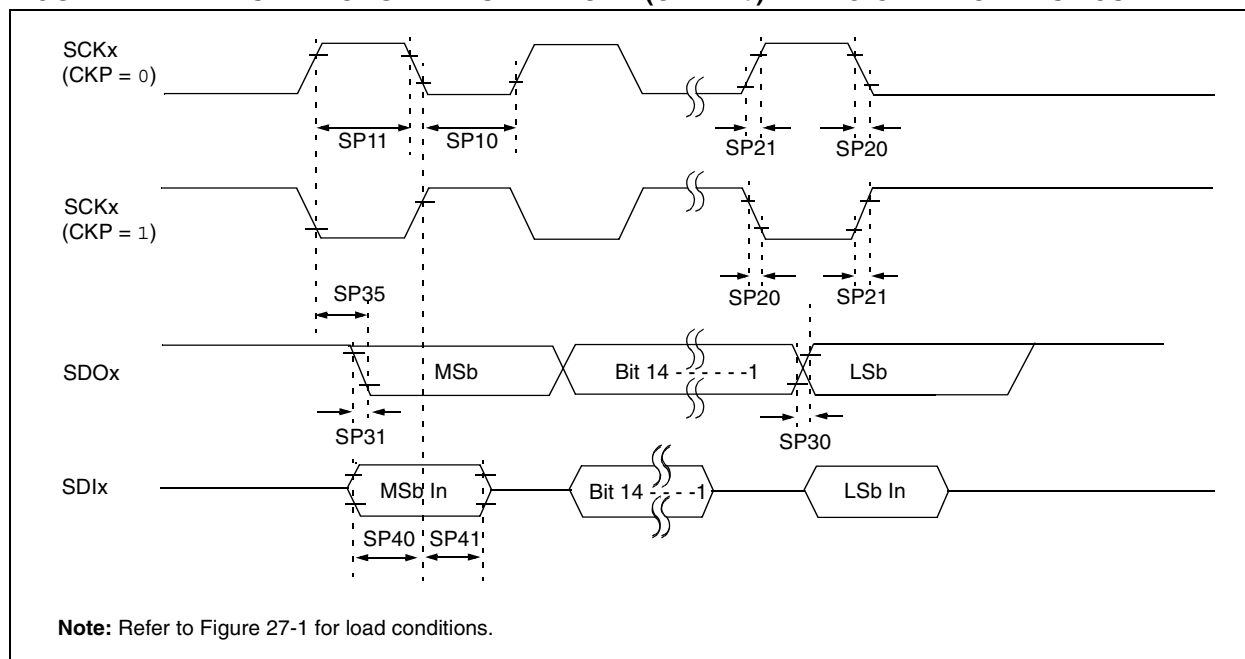 SCKx
(CKP = 0)
SP11
SP10
SP21
SP20
SCKx
(CKP = 1)
SP35
SP20
SP21
SDOx
MSb
Bit 14 - - - - - -1
LSb
SP31
SP30
SDIx
MSb In
Bit 14 - - - - -1
LSb In
SP40
SP41
Note: Refer to Figure 27-1 for load conditions.